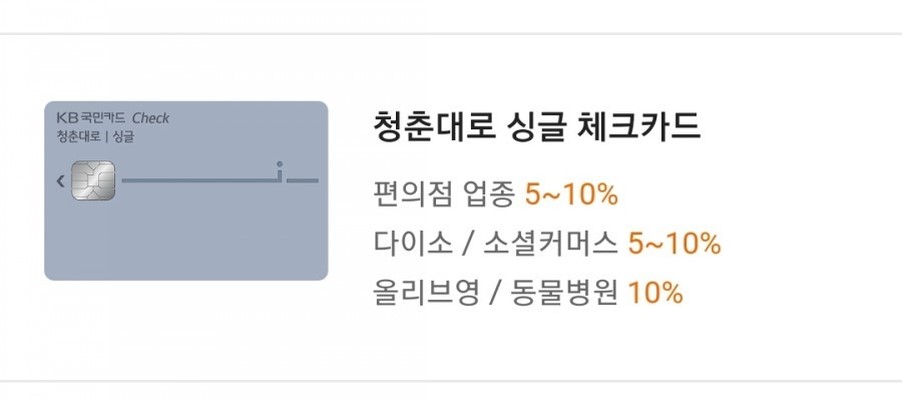 KB국민카드 Check
청춘대로 | 싱글
청춘대로 싱글 체크카드
편의점 업종 5~10%
다이소 / 소셜커머스 5~10%
올리브영 / 동물병원 10%